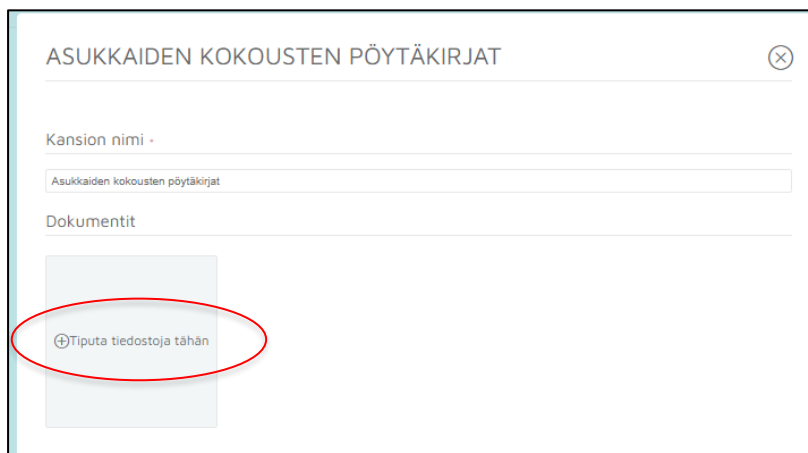 ASUKKAIDEN KOKOUSTEN PÖYTÄKIRJAT
Kansion nimi *
Asukkaiden kokousten pöytäkirjat
Dokumentit
Tiputa tiedostoja tähän